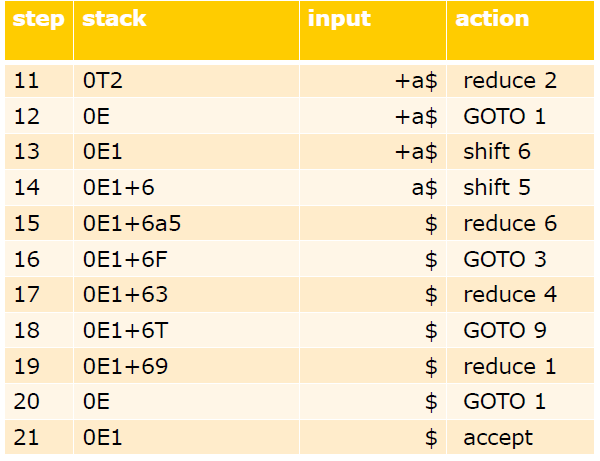 step stack input action
11 0T2 +a$ reduce 2
12 0E +a$ GOTO 1
13 0E1 +a$ shift 6
14 0E1+6 a$ shift 5
15 0E1+6a5 $ reduce 6
16 0E1+6F $ GOTO 3
17 0E1+63 $ reduce 4
18 0E1+6T $ GOTO 9
19 0E1+69 $ reduce 1
20 0E $ GOTO 1
21 0E1 $ accept